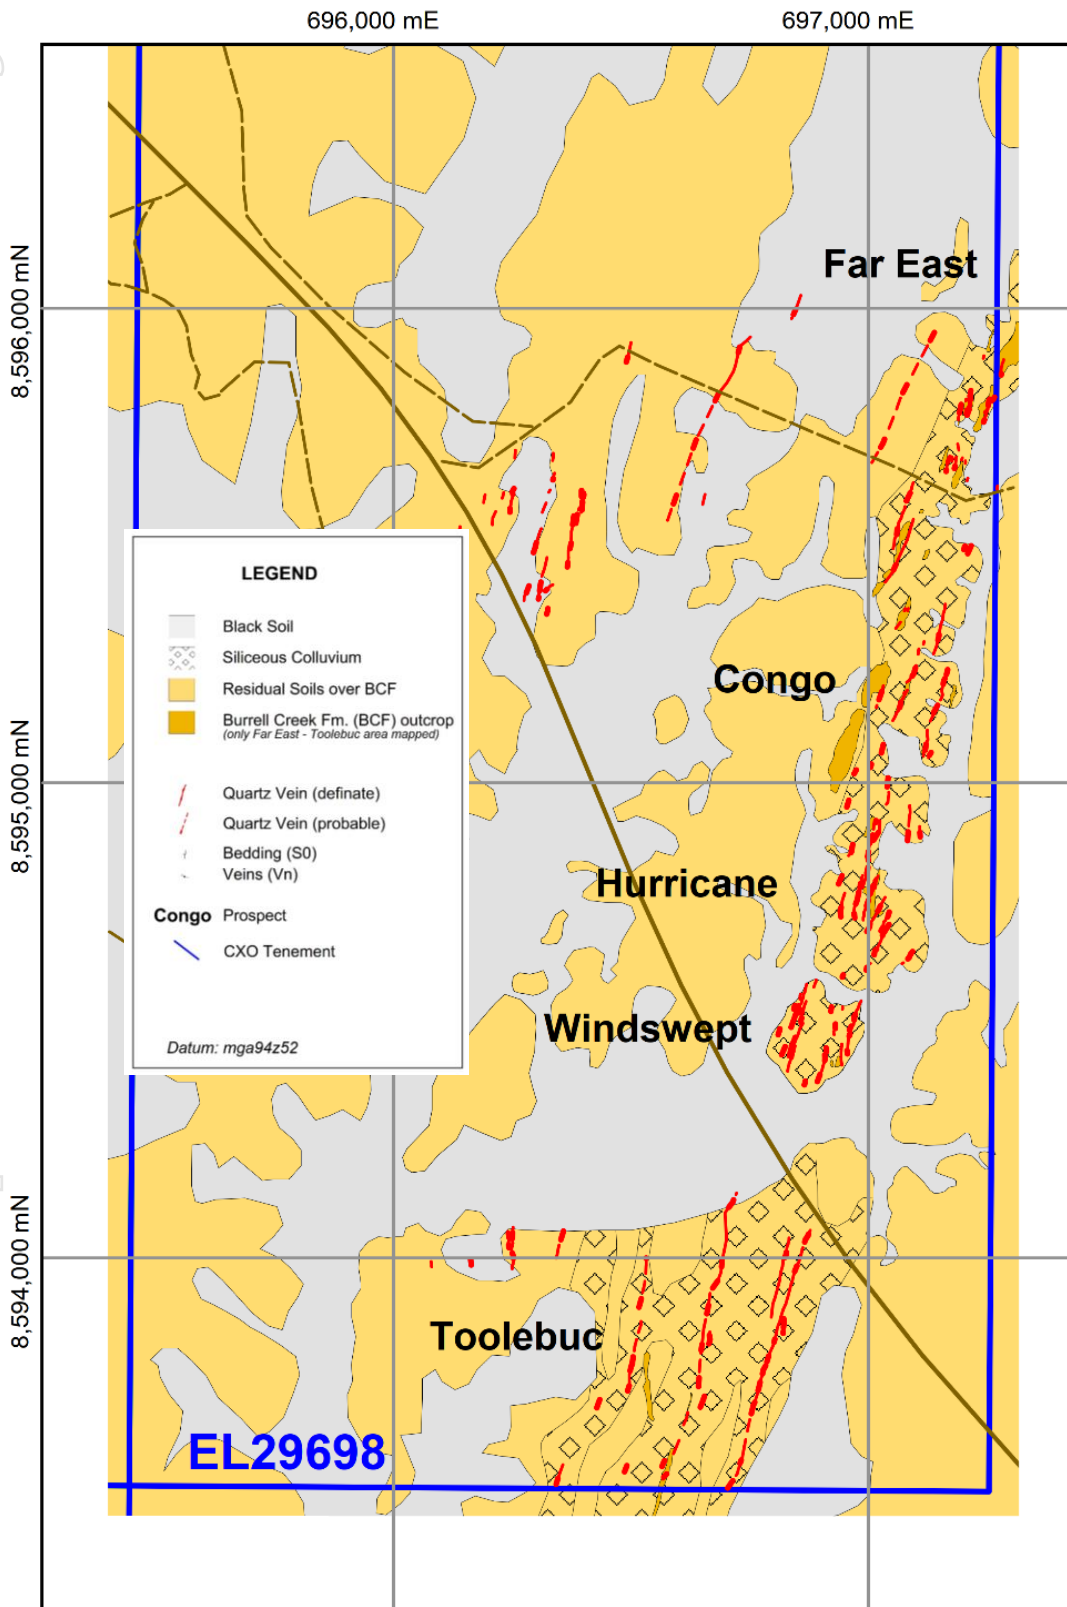 696,000 mE
697,000 mE
Far East
8,596,000 mN
LEGEND
Black Soil
Siliceous Colluvium
Residual Soils over BCF
Burrell Creek Fm. (BCF) outcrop
(only Far East - Toolebuc area mapped)
Quartz Vein (definate)
Quartz Vein (probable)
Bedding (S0)
Veins (Vn)
Congo Prospect
CXO Tenement
Datum: mga94z52
Congo
8,595,000 mN
Hurricane
Windswept
8,594,000 mN
Toolebuc
EL29698